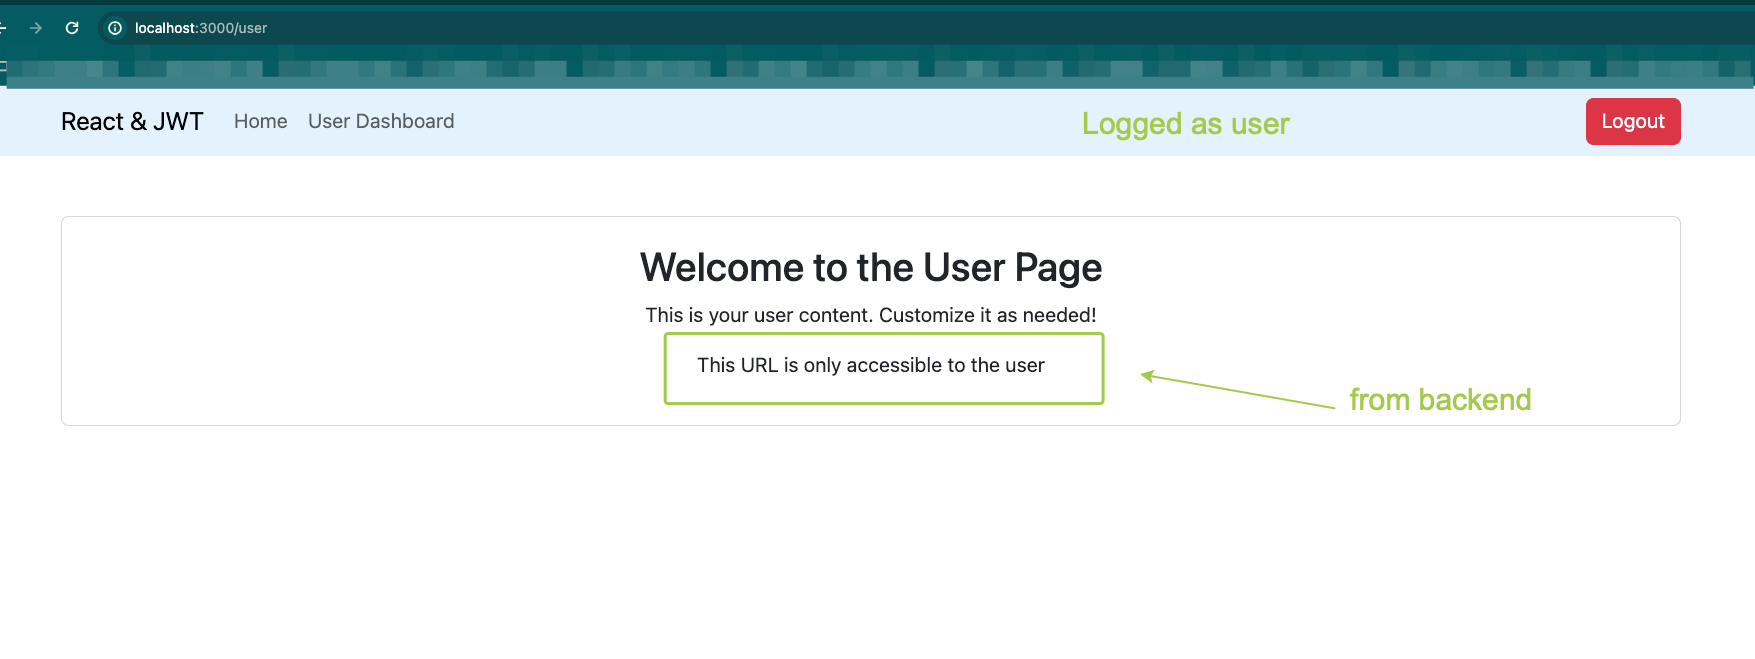 localhost:3000/user
React & JWT Home User Dashboard Logged as user Logout
Welcome to the User Page
This is your user content. Customize it as needed!
This URL is only accessible to the user
from backend